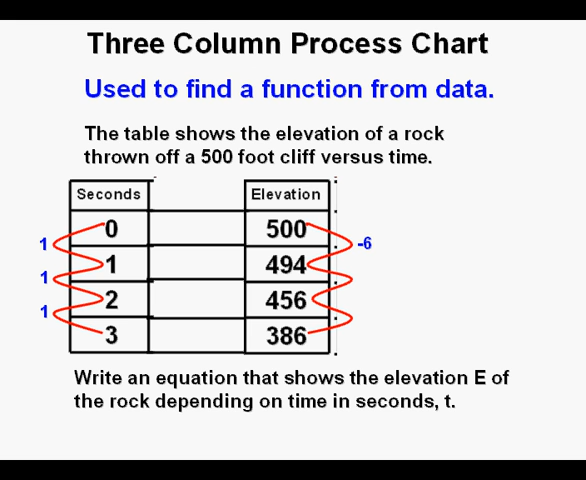 Three Column Process Chart
Used to find a function from data.
The table shows the elevation of a rock
thrown off a 500 foot cliff versus time.
Seconds Elevation
0 500
1 -6
1 494
1
2 456
1
3 386
Write an equation that shows the elevation E of
the rock depending on time in seconds, t.